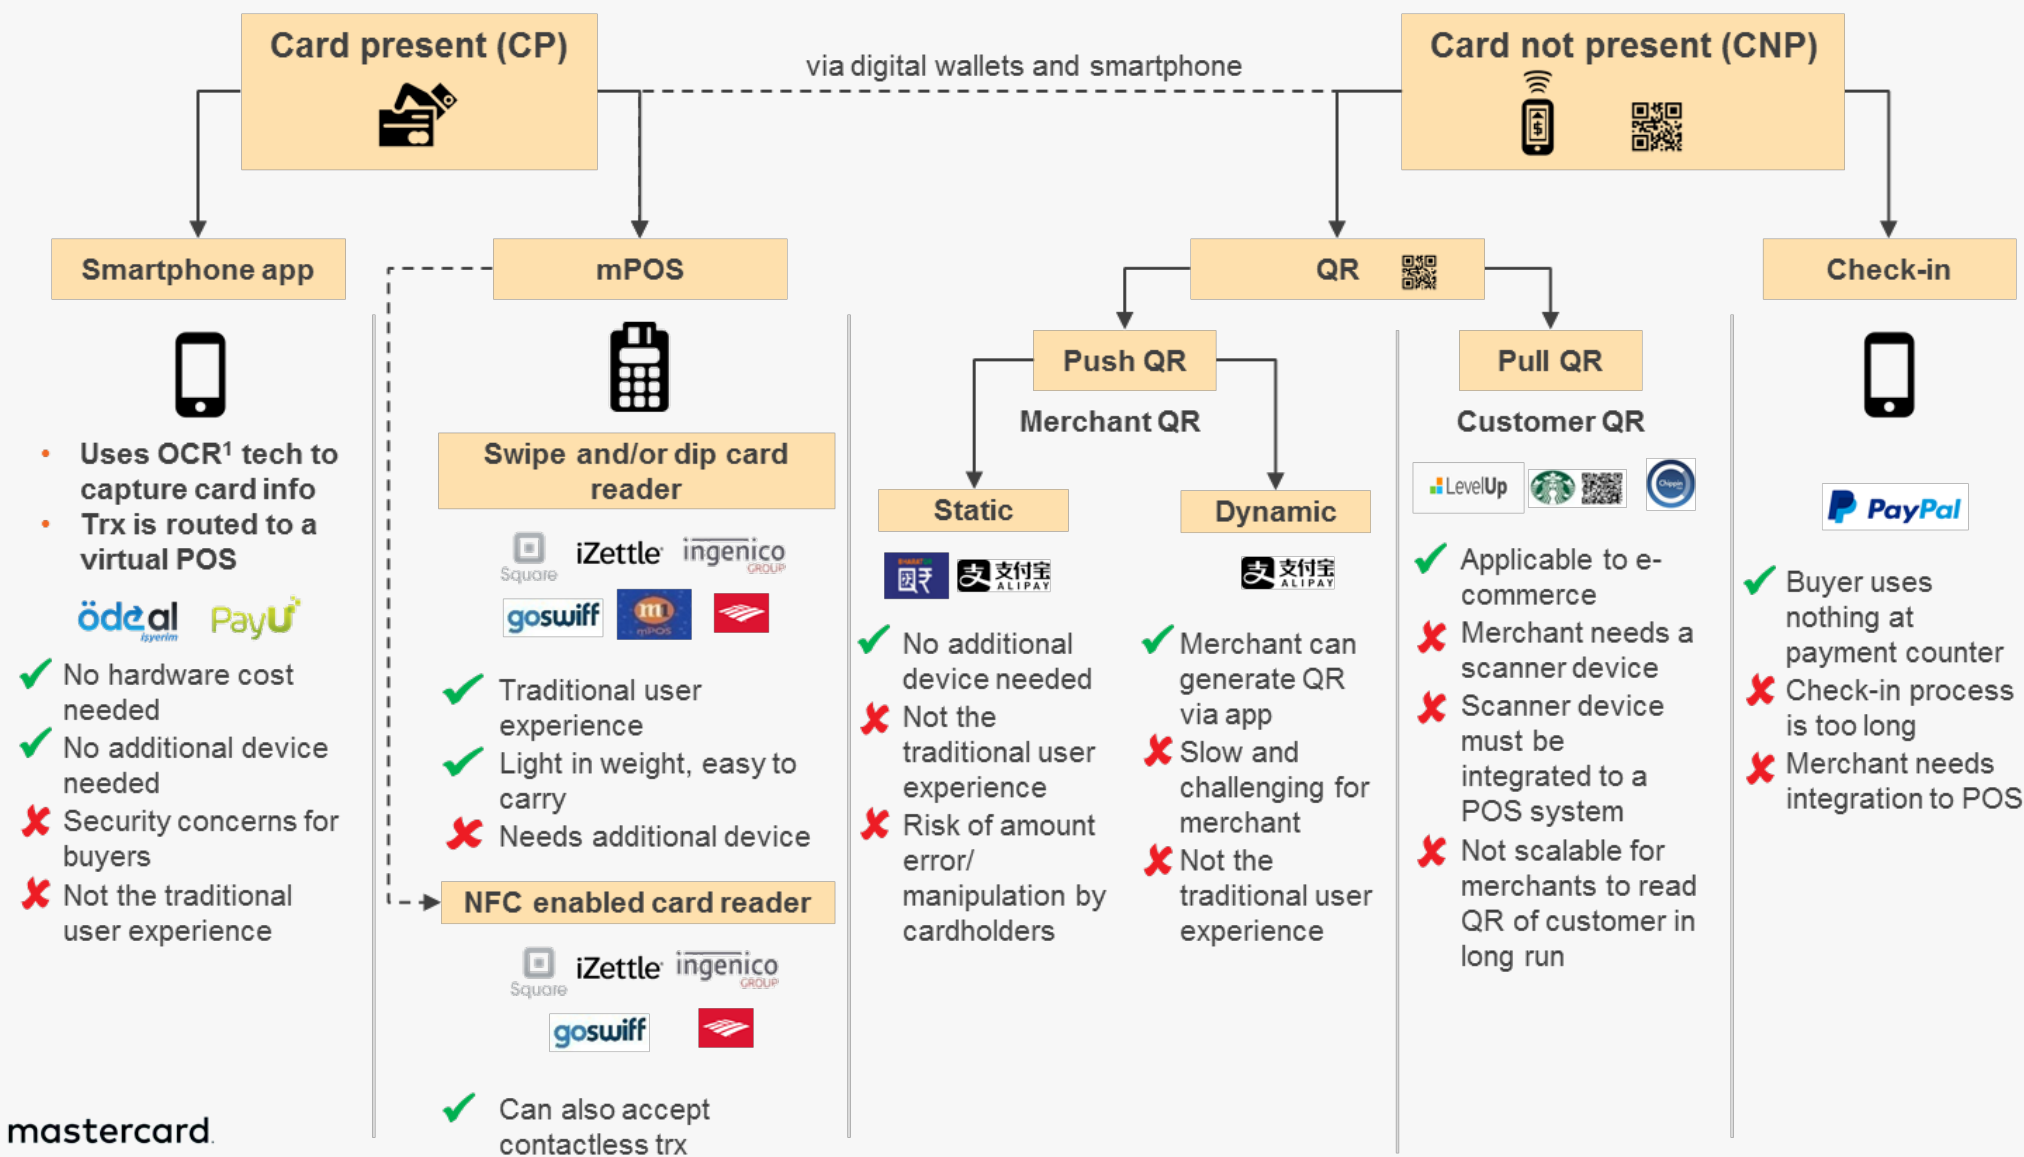 Card present (CP)
via digital wallets and smartphone
Card not present (CNP)
Smartphone app
mPOS
QR
Check-in
Push QR
Merchant QR
Pull QR
Customer QR
• Uses OCR¹ tech to
capture card info
• Trx is routed to a
virtual POS
ödeal
işyerim
PayU
No hardware cost
needed
No additional device
needed
Security concerns for
buyers
Not the traditional
user experience
Swipe and/or dip card
reader
Square
iZettle
ingenico
GROUP
goswiff
m
mPOS
Traditional user
experience
Light in weight, easy to
carry
Needs additional device
NFC enabled card reader
Square
iZettle
ingenico
GROUP
goswiff
Can also accept
contactless trx
Static
支 支付宝
ALIPAY
No additional
device needed
Not the
traditional user
experience
Risk of amount
error/
manipulation by
cardholders
Dynamic
支 支付宝
ALIPAY
Merchant can
generate QR
via app
Slow and
challenging for
merchant
Not the
traditional user
experience
LevelUp
Chippin
Applicable to e-
commerce
Merchant needs a
scanner device
Scanner device
must be
integrated to a
POS system
Not scalable for
merchants to read
QR of customer in
long run
PayPal
Buyer uses
nothing at
payment counter
Check-in process
is too long
Merchant needs
integration to POS
mastercard.